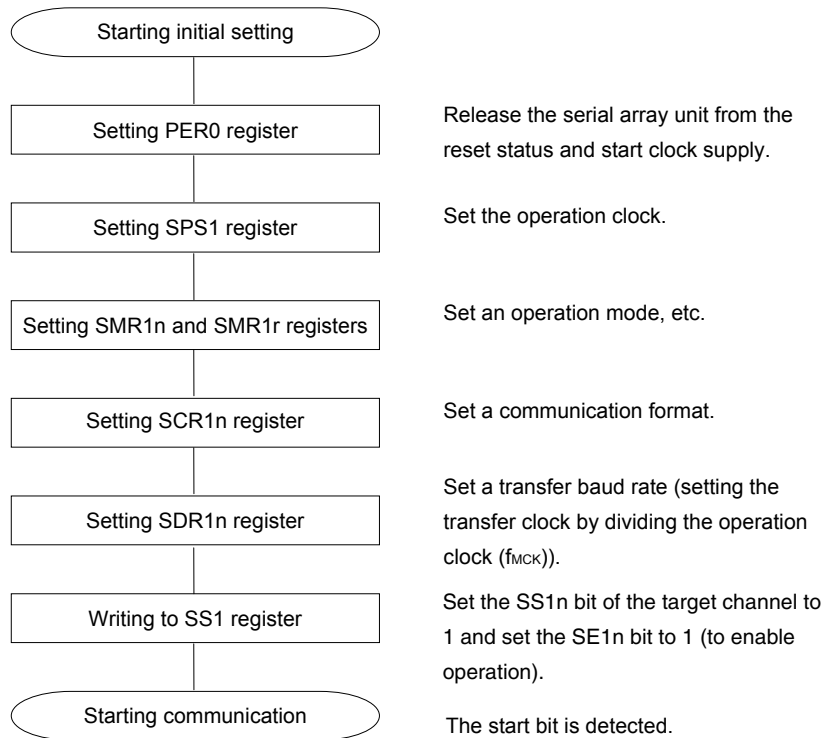 Starting initial setting
Setting PER0 register
Release the serial array unit from the
reset status and start clock supply.
Setting SPS1 register
Set the operation clock.
Setting SMR1n and SMR1r registers
Set an operation mode, etc.
Setting SCR1n register
Set a communication format.
Setting SDR1n register
Set a transfer baud rate (setting the
transfer clock by dividing the operation
clock (fMCK)).
Writing to SS1 register
Set the SS1n bit of the target channel to
1 and set the SE1n bit to 1 (to enable
operation).
Starting communication
The start bit is detected.